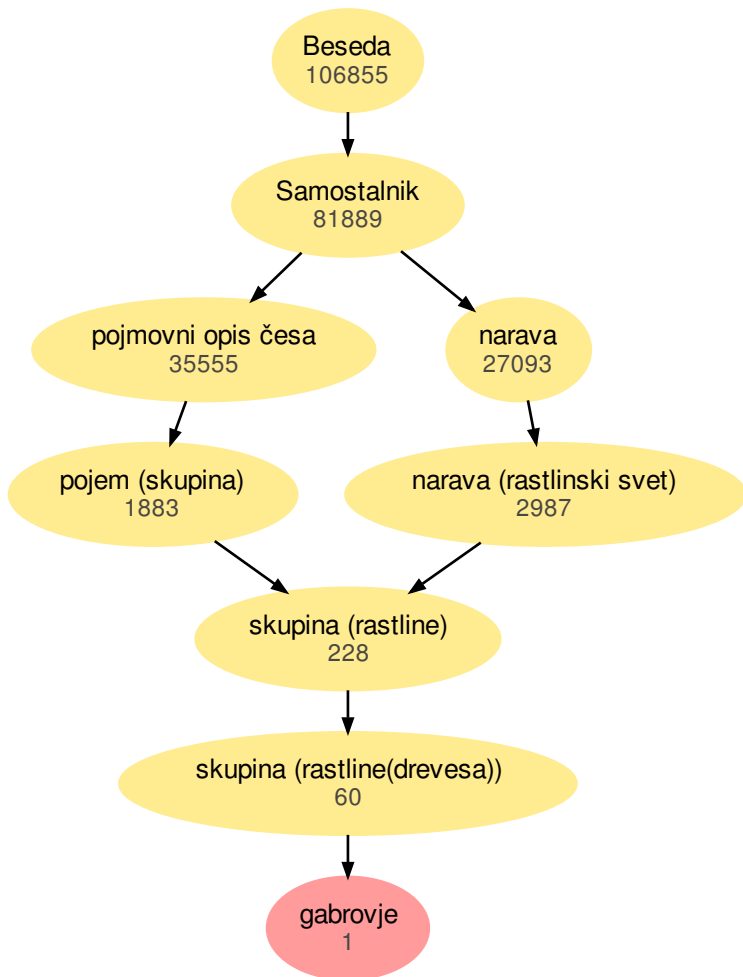 Beseda
106855
Samostalnik
81889
pojmovni opis česa
35555
narava
27093
pojem (skupina)
1883
narava (rastlinski svet)
2987
skupina (rastline)
228
skupina (rastline(drevesa))
60
gabrovje
1